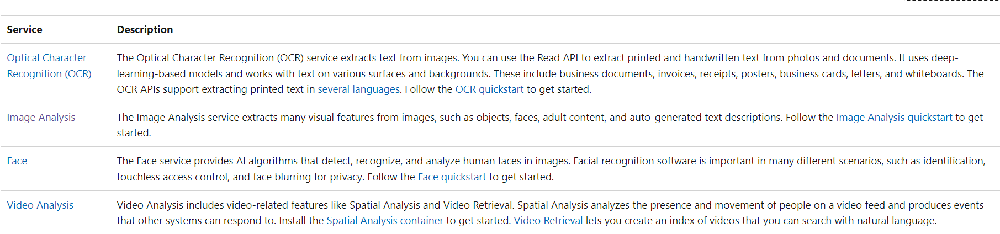 Service Description
Optical Character
Recognition (OCR)
The Optical Character Recognition (OCR) service extracts text from images. You can use the Read API to extract printed and handwritten text from photos and documents. It uses deep-
learning-based models and works with text on various surfaces and backgrounds. These include business documents, invoices, receipts, posters, business cards, letters, and whiteboards. The
OCR APIs support extracting printed text in several languages. Follow the OCR quickstart to get started.
Image Analysis
The Image Analysis service extracts many visual features from images, such as objects, faces, adult content, and auto-generated text descriptions. Follow the Image Analysis quickstart to get
started.
Face
The Face service provides AI algorithms that detect, recognize, and analyze human faces in images. Facial recognition software is important in many different scenarios, such as identification,
touchless access control, and face blurring for privacy. Follow the Face quickstart to get started.
Video Analysis
Video Analysis includes video-related features like Spatial Analysis and Video Retrieval. Spatial Analysis analyzes the presence and movement of people on a video feed and produces events
that other systems can respond to. Install the Spatial Analysis container to get started. Video Retrieval lets you create an index of videos that you can search with natural language.